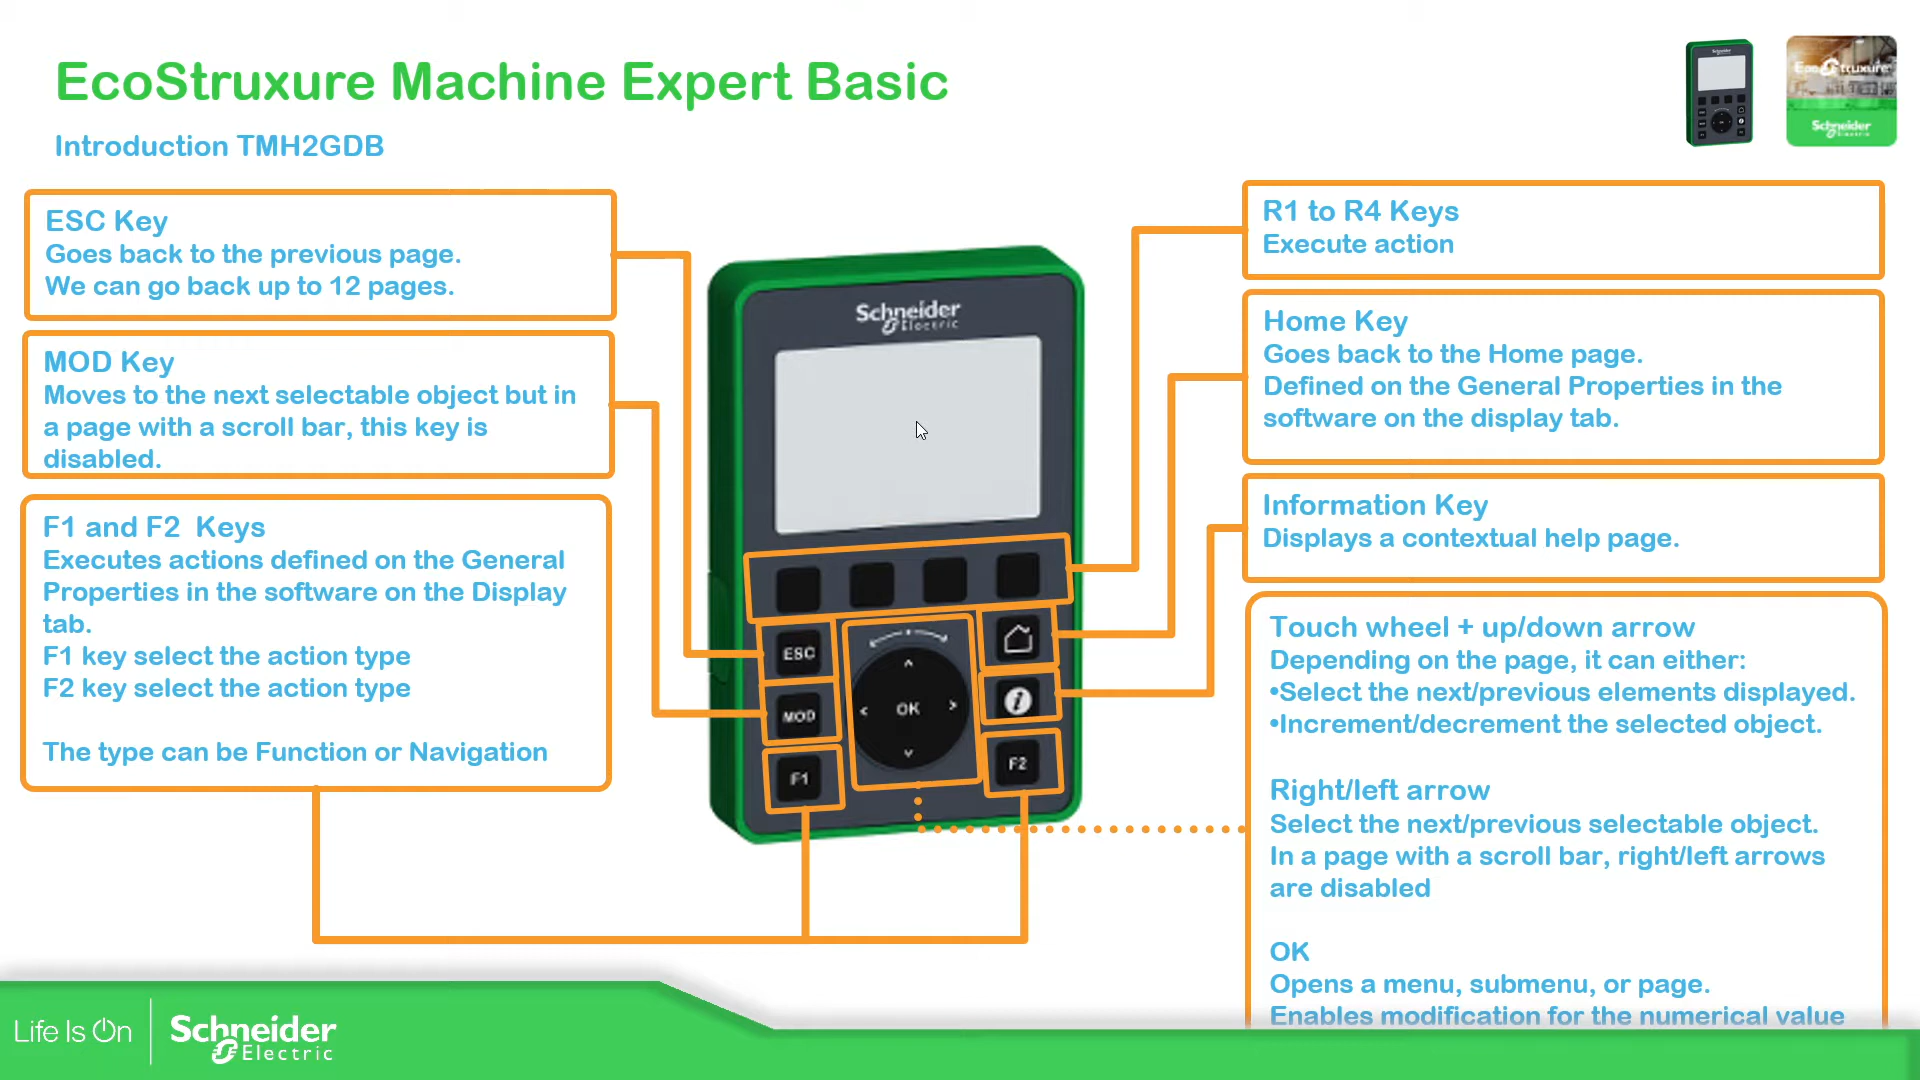 EcoStruxure Machine Expert Basic
Introduction TMH2GDB
Schneider
EcoStruxure
Schneider
Electric
ESC Key
Goes back to the previous page.
We can go back up to 12 pages.
MOD Key
Moves to the next selectable object but in
a page with a scroll bar, this key is
disabled.
F1 and F2 Keys
Executes actions defined on the General
Properties in the software on the Display
tab.
F1 key select the action type
F2 key select the action type
The type can be Function or Navigation
Schneider
Electric
ESC
MOD
F1
OK
i
F2
R1 to R4 Keys
Execute action
Home Key
Goes back to the Home page.
Defined on the General Properties in the
software on the display tab.
Information Key
Displays a contextual help page.
Touch wheel + up/down arrow
Depending on the page, it can either:
•Select the next/previous elements displayed.
•Increment/decrement the selected object.
Right/left arrow
Select the next/previous selectable object.
In a page with a scroll bar, right/left arrows
are disabled
OK
Opens a menu, submenu, or page.
Enables modification for the numerical value
Life Is On
Schneider
Electric